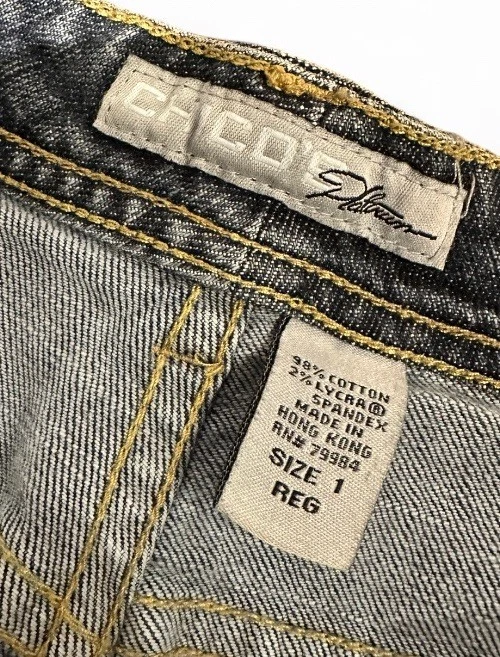 CHICO'S
Platinum
98% COTTON
2% LYCRA®
SPANDEX
MADE IN
HONG KONG
RN# 79984
SIZE 1
REG